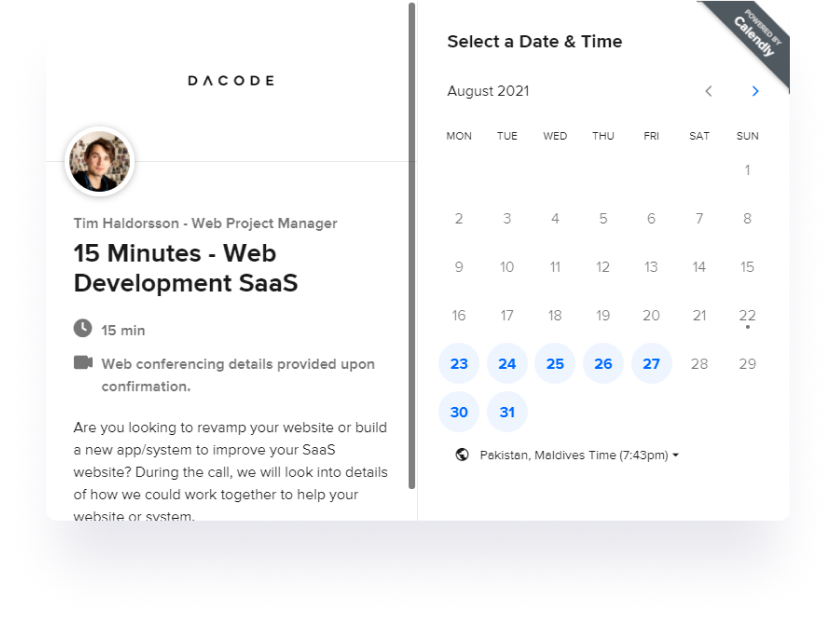 DACODE
Tim Haldorsson - Web Project Manager
15 Minutes - Web
Development SaaS
15 min
Web conferencing details provided upon
confirmation.
Are you looking to revamp your website or build
a new app/system to improve your SaaS
website? During the call, we will look into details
of how we could work together to help your
website or system.
Select a Date & Time
POWERED BY
Calendly
August 2021
MON TUE WED THU FRI SAT SUN
1
2 3 4 5 6 7 8
9 10 11 12 13 14 15
16 17 18 19 20 21 22
23 24 25 26 27 28 29
30 31
Pakistan, Maldives Time (7:43pm)